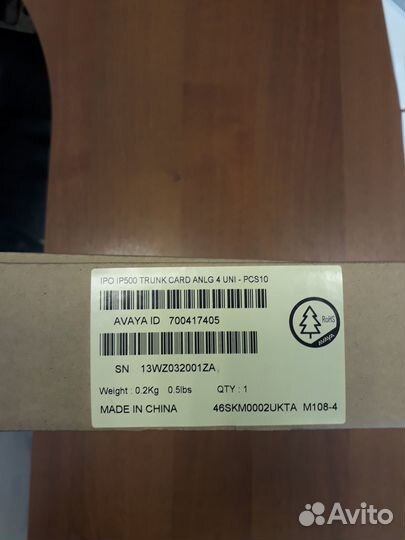 IPO IP500 TRUNK CARD ANLG 4 UNI - PCS10
AVAYA ID 700417405
RoHS
AVAYA
SN 13WZ032001ZA
Weight : 0.2Kg 0.5lbs QTY : 1
MADE IN CHINA 46SKM0002UKTA M108-4
Avito